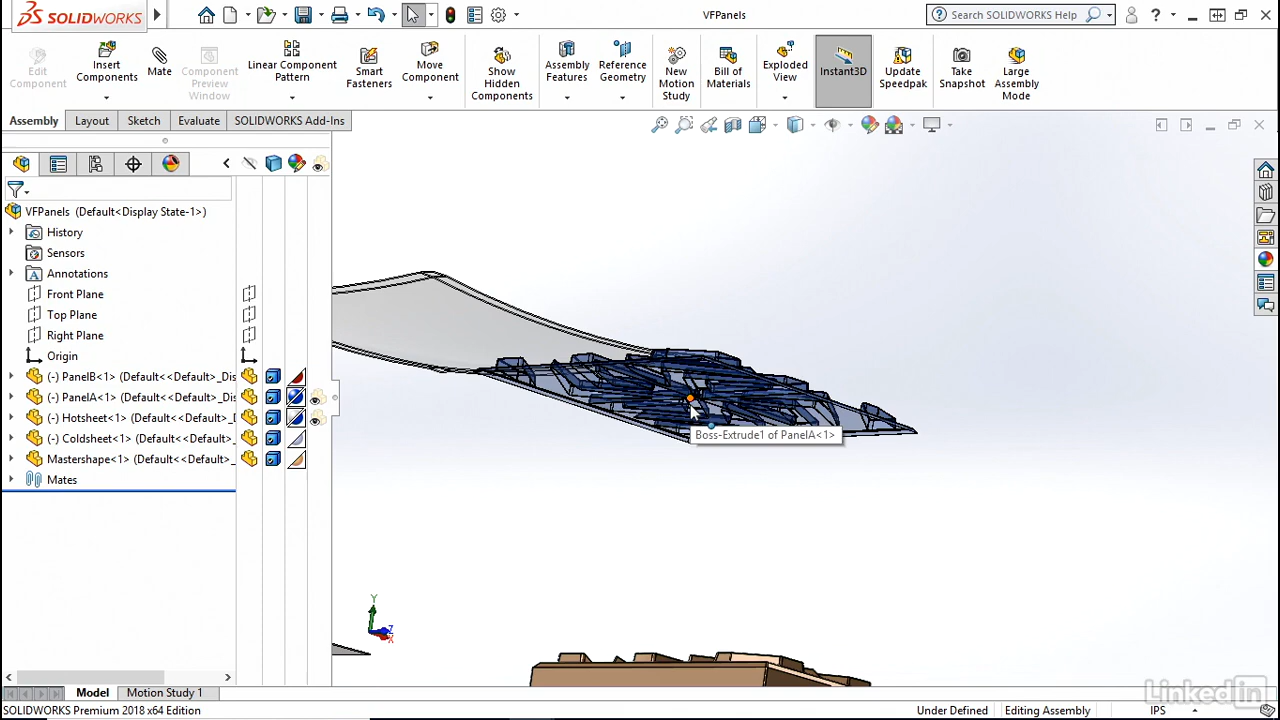 SOLIDWORKS
VFPanels
Search SOLIDWORKS Help
?
Edit
Component
Insert
Components
Mate
Component
Preview
Window
Linear Component
Pattern
Smart
Fasteners
Move
Component
Show
Hidden
Components
Assembly
Features
Reference
Geometry
New
Motion
Study
Bill of
Materials
Exploded
View
Instant3D
Update
Speedpak
Take
Snapshot
Large
Assembly
Mode
Assembly
Layout
Sketch
Evaluate
SOLIDWORKS Add-Ins
VFPanels (Default<Display State-1>)
History
Sensors
Annotations
Front Plane
Top Plane
Right Plane
Origin
(-) PanelB<1> (Default<<Default>_Dis
(-) PanelA<1> (Default<<Default>_Dis
(-) Hotsheet<1> (Default<<Default>_
(-) Coldsheet<1> (Default<<Default>_
Mastershape<1> (Default<<Default>_
Mates
Boss-Extrude1 of PanelA<1>
Y
Z
X
Model
Motion Study 1
LinkedIn
SOLIDWORKS Premium 2018 x64 Edition
Under Defined
Editing Assembly
IPS